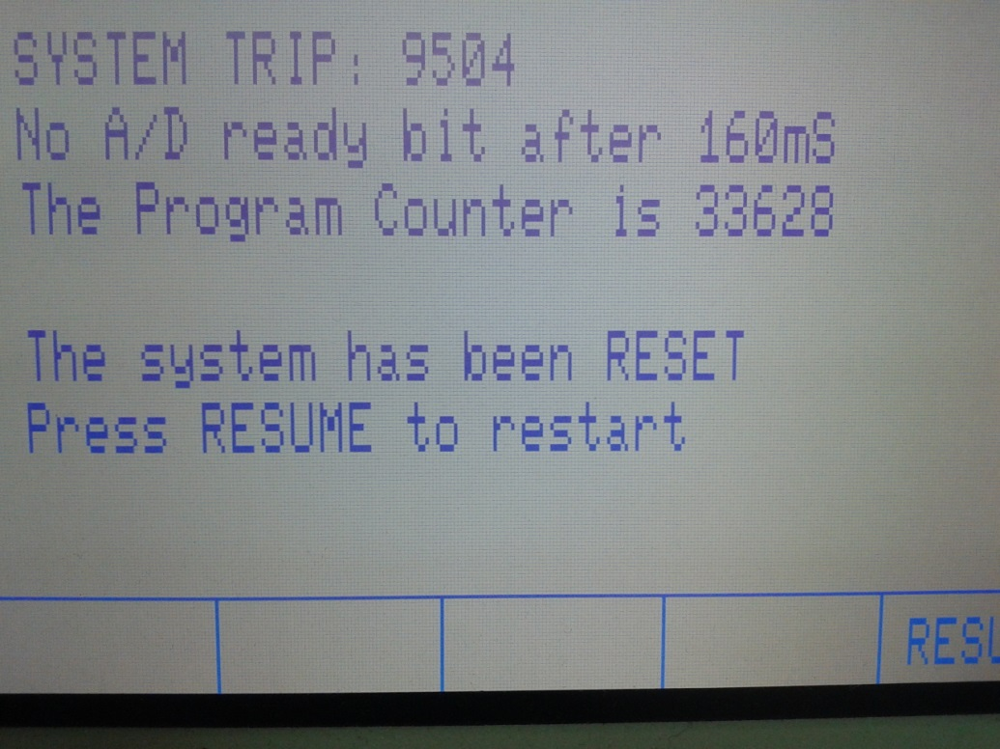 SYSTEM TRIP: 9504
No A/D ready bit after 160mS
The Program Counter is 33628
The system has been RESET
Press RESUME to restart
RESU